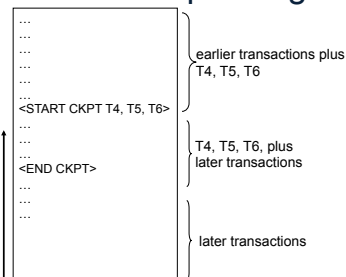 …
…
…
…
…
…
<START CKPT T4, T5, T6>
…
…
…
<END CKPT>
…
…
…
earlier transactions plus
T4, T5, T6
T4, T5, T6, plus
later transactions
later transactions